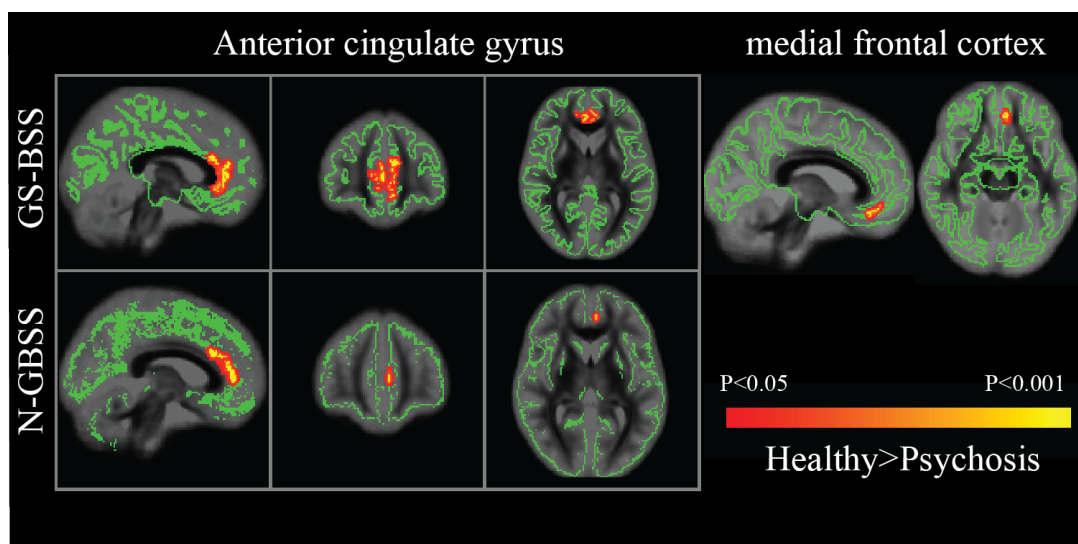 Anterior cingulate gyrus
medial frontal cortex
GS-BSS
N-GBSS
P<0.05
P<0.001
Healthy>Psychosis